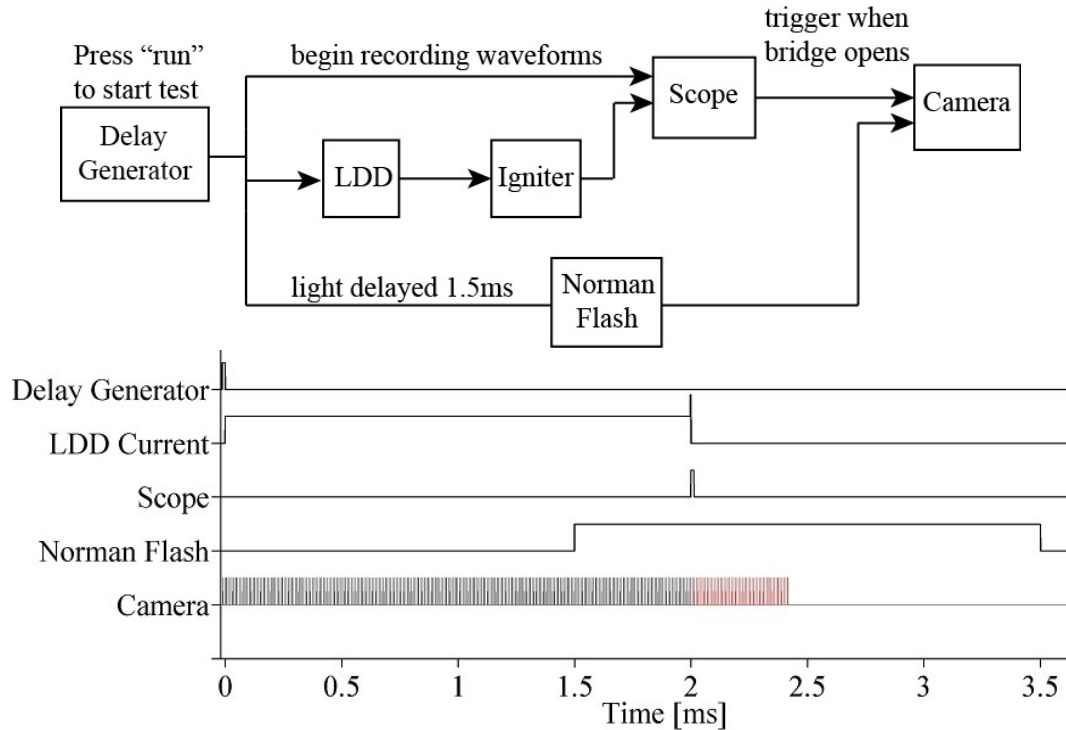 Press “run”
to start test
Delay
Generator
begin recording waveforms
LDD
Igniter
Scope
trigger when
bridge opens
Camera
light delayed 1.5ms
Norman
Flash
Delay Generator
LDD Current
Scope
Norman Flash
Camera
0 0.5 1 1.5 2 2.5 3 3.5
Time [ms]